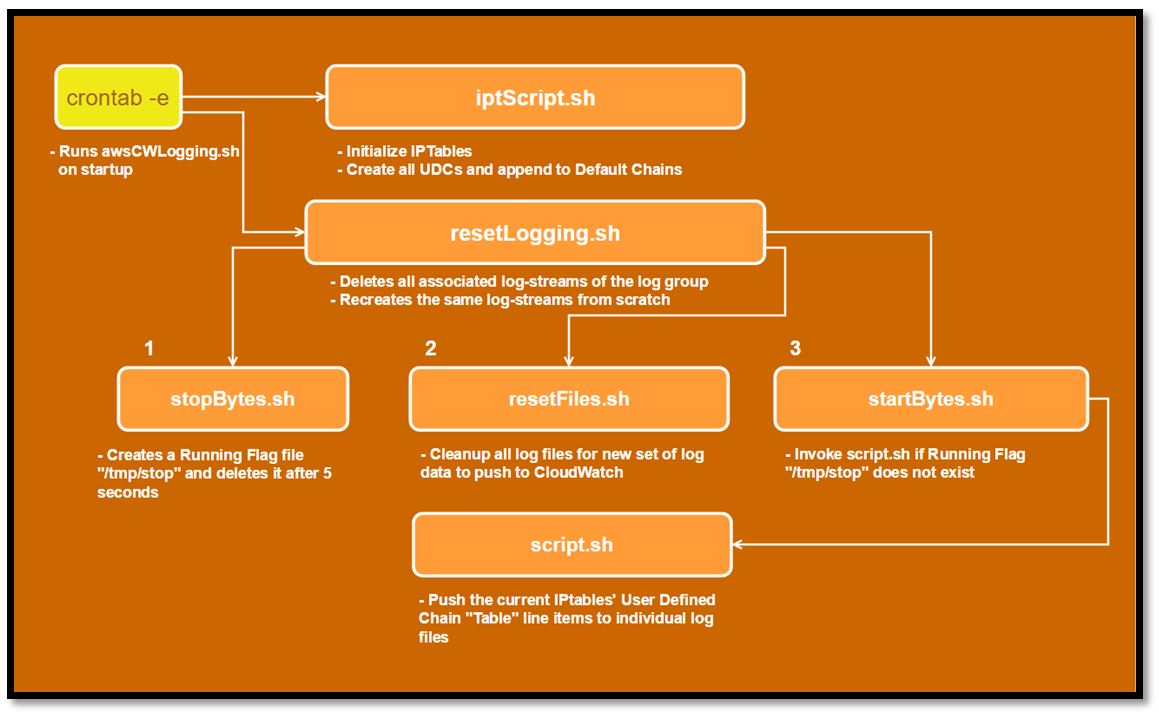 crontab -e
iptScript.sh
- Runs awsCWLogging.sh
on startup
- Initialize IPTables
- Create all UDCs and append to Default Chains
resetLogging.sh
- Deletes all associated log-streams of the log group
- Recreates the same log-streams from scratch
1
2
3
stopBytes.sh
resetFiles.sh
startBytes.sh
- Creates a Running Flag file
"/tmp/stop" and deletes it after 5
seconds
- Cleanup all log files for new set of log
data to push to CloudWatch
- Invoke script.sh if Running Flag
"/tmp/stop" does not exist
script.sh
- Push the current IPtables' User Defined
Chain "Table" line items to individual log
files